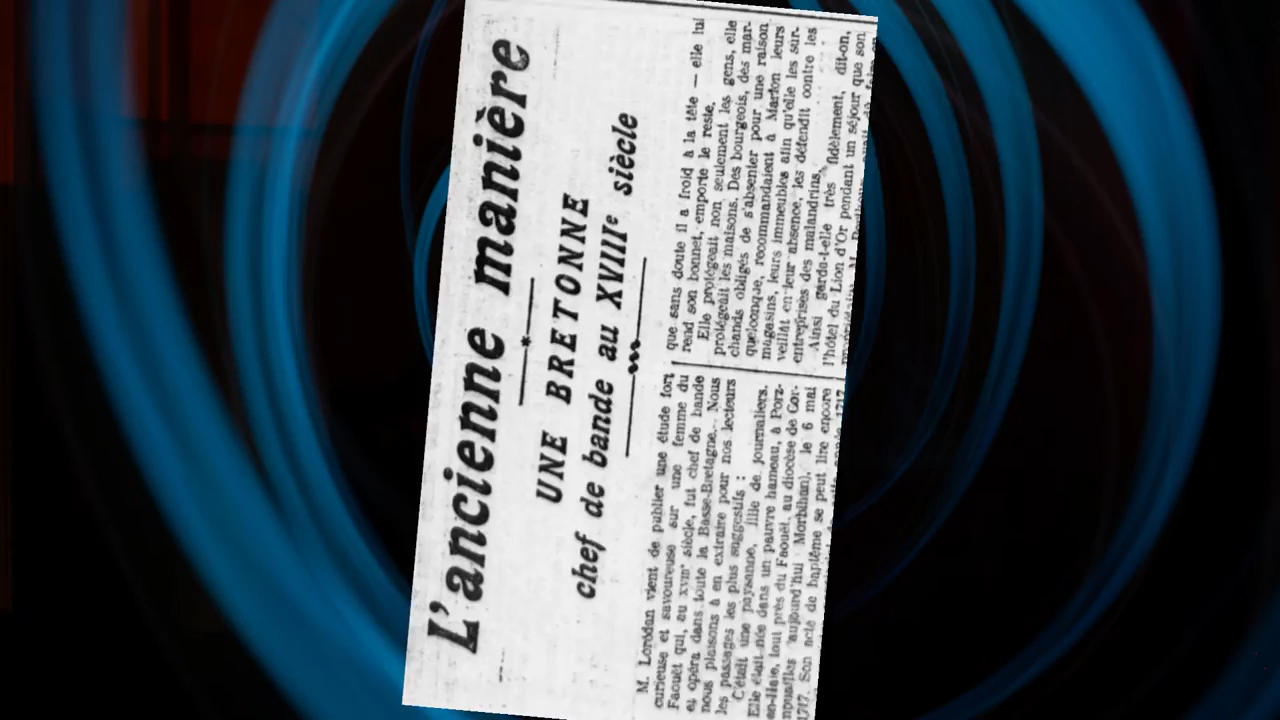 L'ancienne manière
UNE BRETONNE
chef de bande au XVIIIe siècle
M. Lorédan vient de publier une étude fort
curieuse et savoureuse sur une femme du
Faouët qui, au XVIIIe siècle, fut chef de bande
et opéra dans toute la Basse-Bretagne. Nous
nous plaisons à en extraire pour nos lecteurs
les passages les plus suggestifs :
C'était une paysanne, fille de journaliers.
Elle était née dans un pauvre hameau, à Porz-
en-Haie, tout près du Faouët, au diocèse de Cor-
nouailles aujourd'hui Morbihan), le 6 mai
1717. Son acte de baptême se peut lire encore
1717
que sans doute il a froid à la tête — elle lui
rend son bonnet, emporte le reste.
Elle protégeait non seulement les gens, elle
protégeait les maisons. Des bourgeois, des mar-
chands obligés de s'absenter pour une raison
quelconque, recommandaient à Marion leurs
magasins, leurs immeubles afin qu'elle les sur-
veillât en leur absence, les défendit contre les
entreprises des malandrins.
Ainsi garda-t-elle très fidèlement, dit-on,
l'hôtel du Lion d'Or pendant un séjour que son